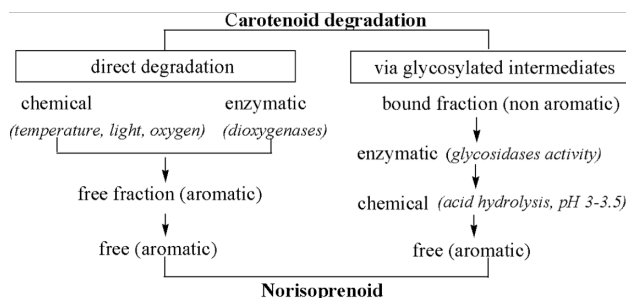 Carotenoid degradation
direct degradation
via glycosylated intermediates
chemical
enzymatic
(temperature, light, oxygen)
(dioxygenases)
free fraction (aromatic)
free (aromatic)
bound fraction (non aromatic)
enzymatic (glycosidases activity)
chemical (acid hydrolysis, pH 3-3.5)
free (aromatic)
Norisoprenoid